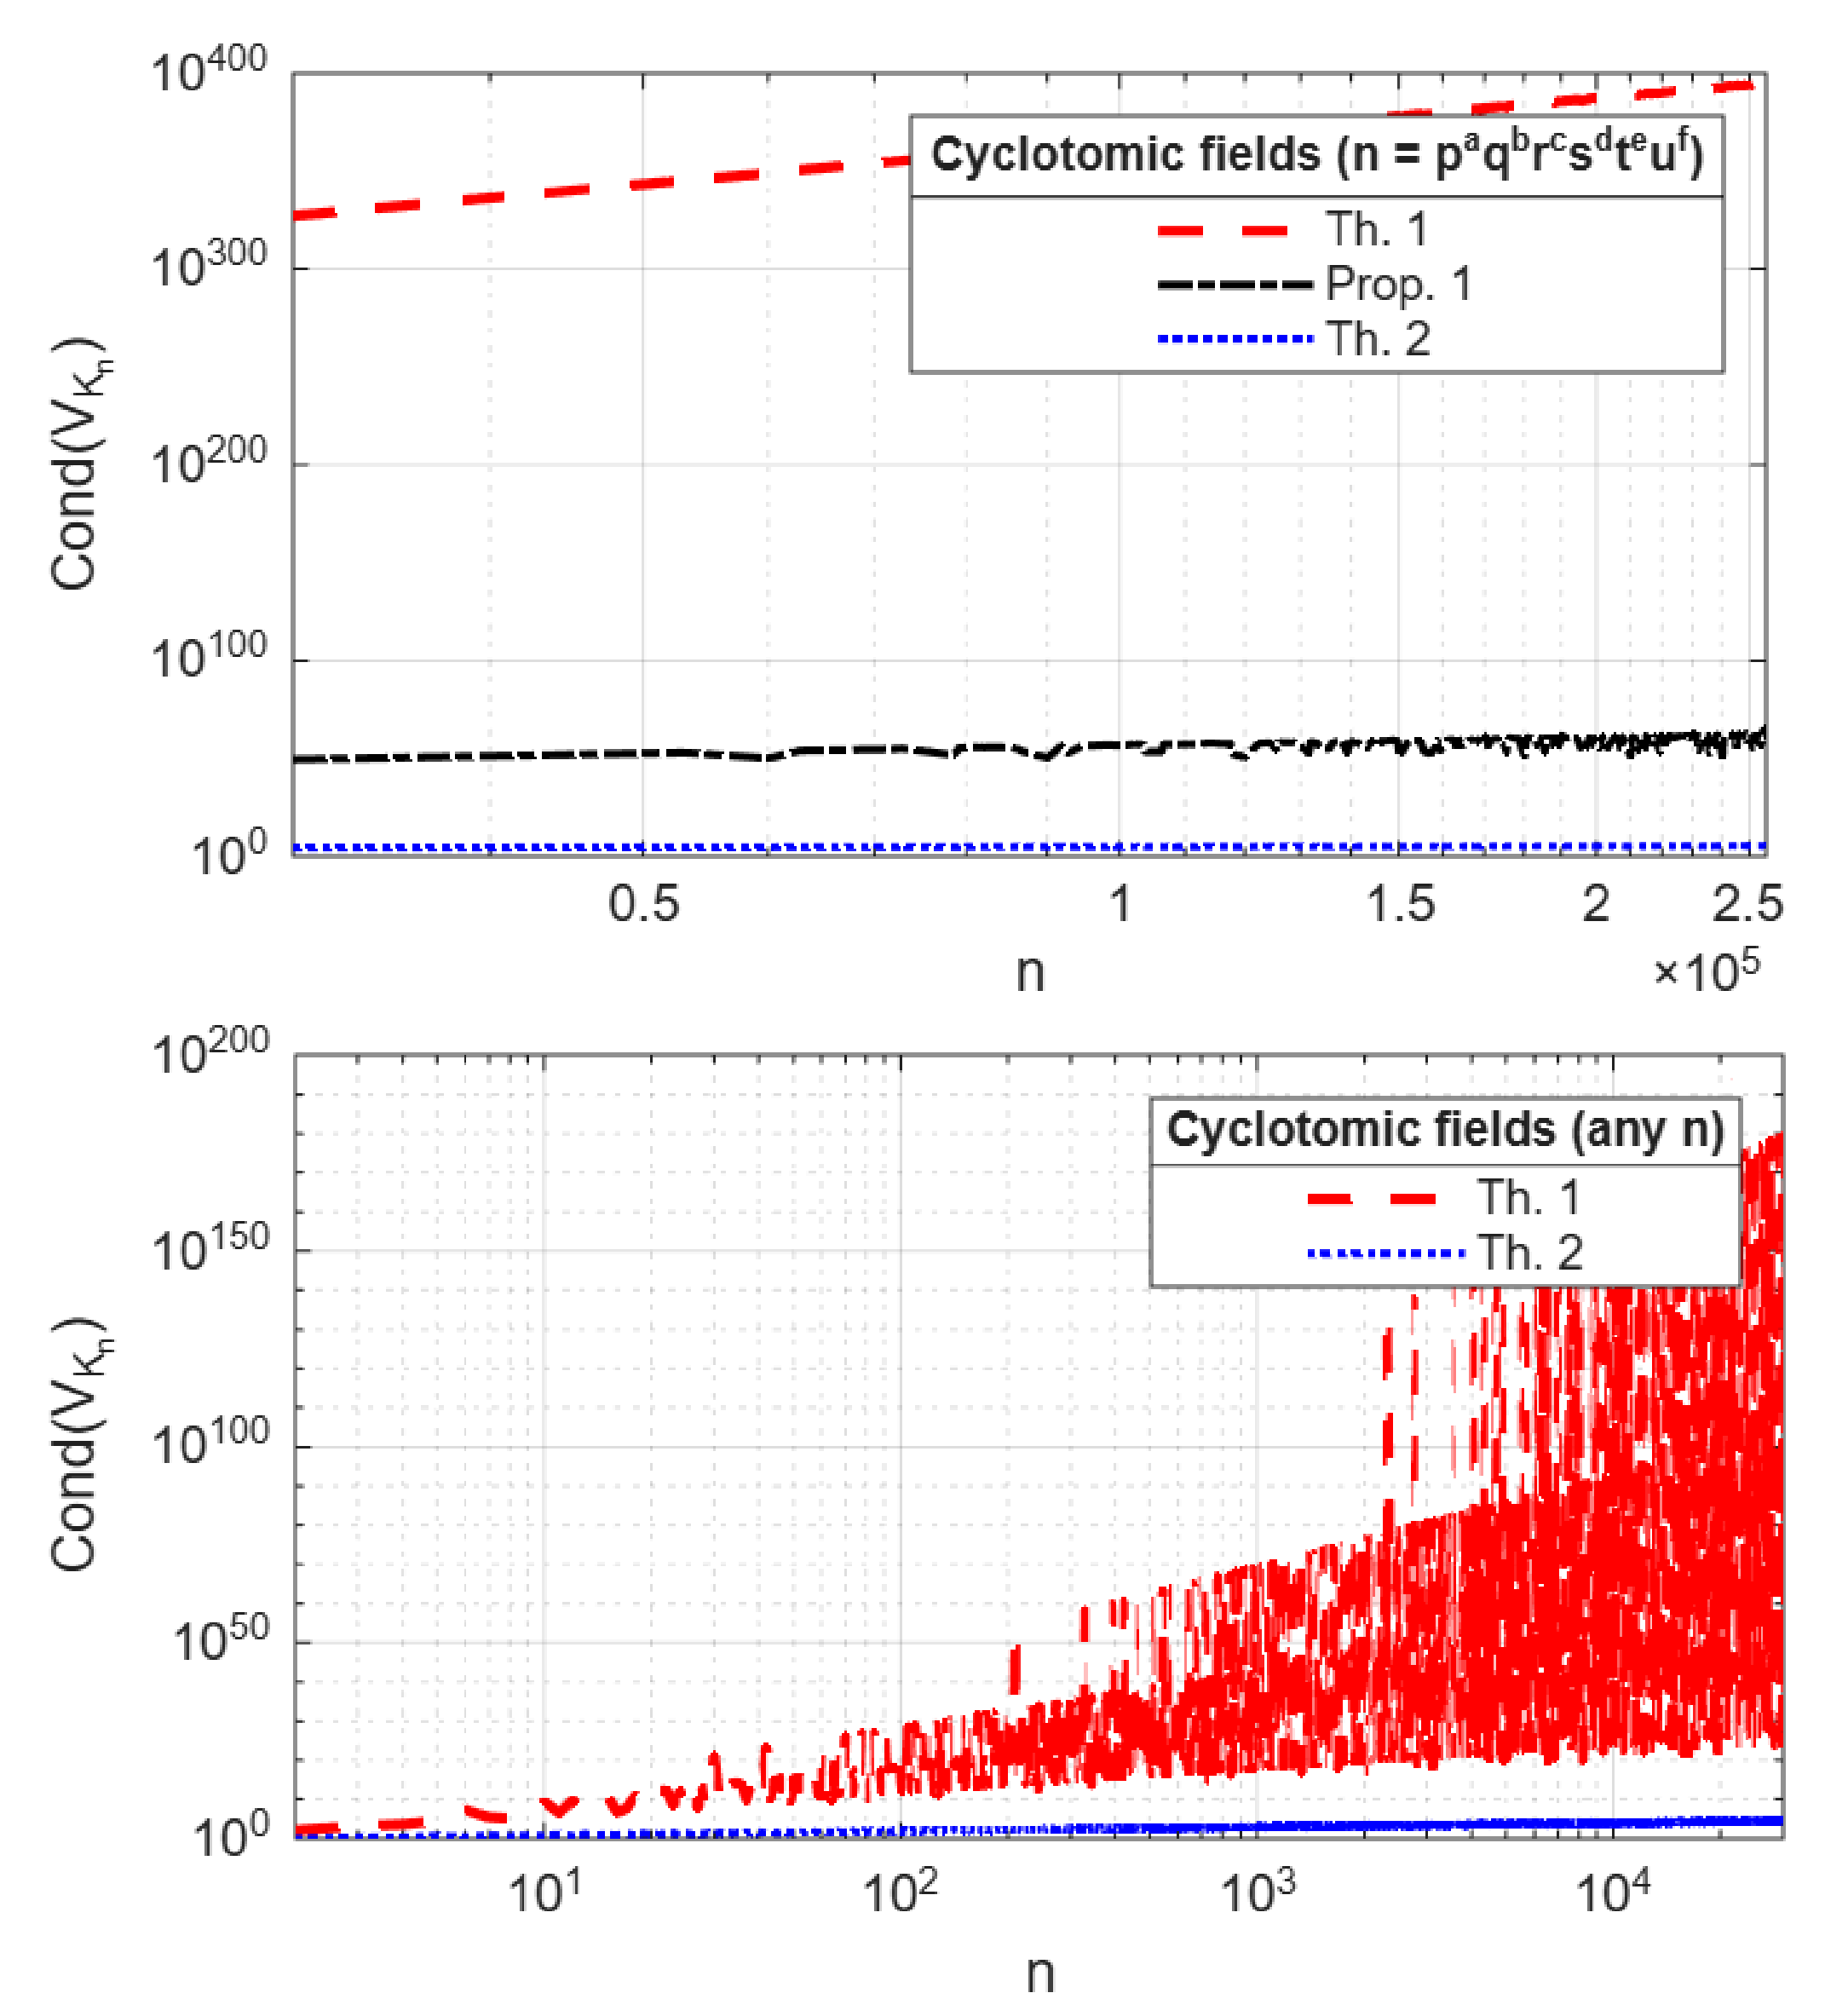 10^400
10^300
10^200
10^100
10^0
Cond(V_{K_n})
Cyclotomic fields (n = p^a q^b r^c s^d t^e u^f)
Th. 1
Prop. 1
Th. 2
0.5 1 1.5 2 2.5
×10^5
n
10^200
10^150
10^100
10^50
10^0
Cond(V_{K_n})
Cyclotomic fields (any n)
Th. 1
Th. 2
10^1 10^2 10^3 10^4
n